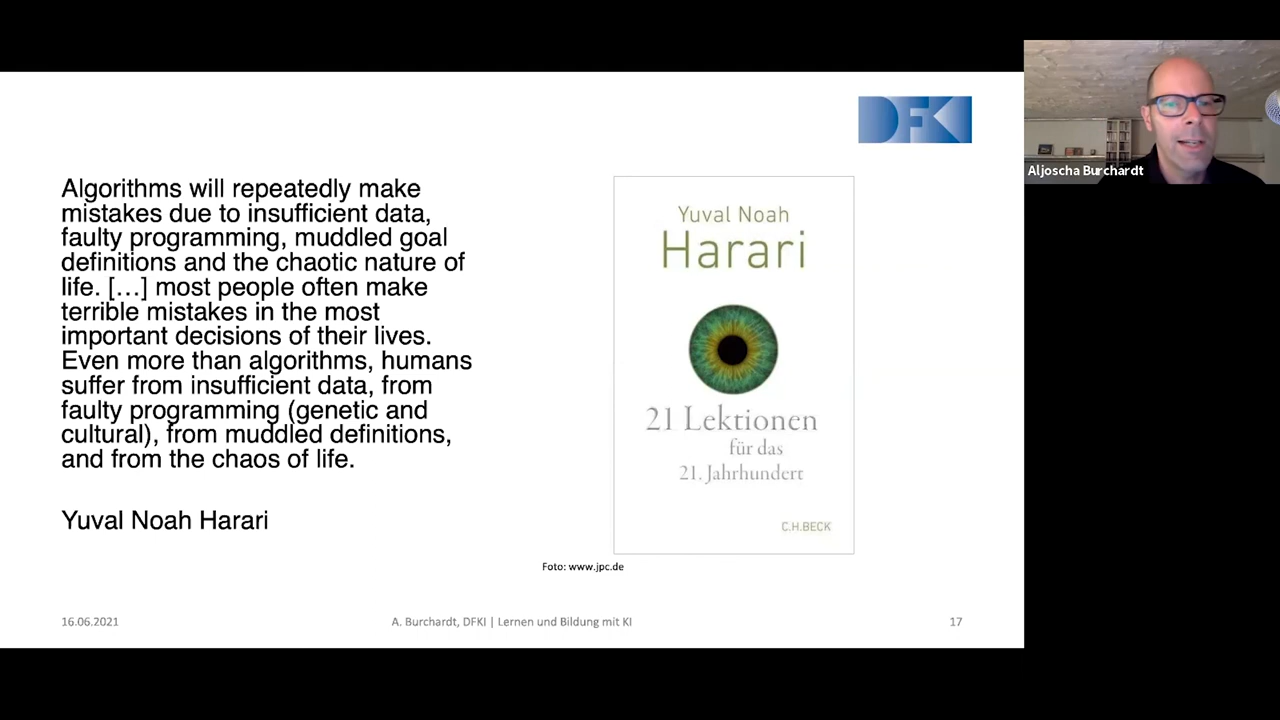 DFKI
Algorithms will repeatedly make
mistakes due to insufficient data,
faulty programming, muddled goal
definitions and the chaotic nature of
life. […] most people often make
terrible mistakes in the most
important decisions of their lives.
Even more than algorithms, humans
suffer from insufficient data, from
faulty programming (genetic and
cultural), from muddled definitions,
and from the chaos of life.
Yuval Noah Harari
Yuval Noah
Harari
21 Lektionen
für das
21. Jahrhundert
C.H.BECK
Foto: www.jpc.de
16.06.2021
A. Burchardt, DFKI | Lernen und Bildung mit KI
17
Aljoscha Burchardt